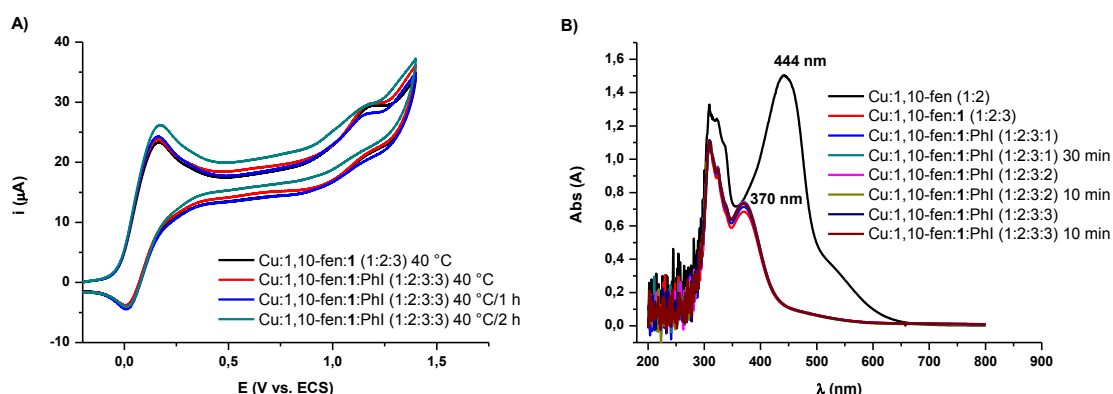 A)
40
30
20
10
0
-10
i (µA)
0,0
0,5
1,0
1,5
E (V vs. ECS)
Cu:1,10-fen:1 (1:2:3) 40 °C
Cu:1,10-fen:1:PhI (1:2:3:3) 40 °C
Cu:1,10-fen:1:PhI (1:2:3:3) 40 °C/1 h
Cu:1,10-fen:1:PhI (1:2:3:3) 40 °C/2 h
B)
1,6
1,4
1,2
1,0
0,8
0,6
0,4
0,2
0,0
Abs (A)
200
300
400
500
600
700
800
900
λ (nm)
444 nm
370 nm
Cu:1,10-fen (1:2)
Cu:1,10-fen:1 (1:2:3)
Cu:1,10-fen:1:PhI (1:2:3:1)
Cu:1,10-fen:1:PhI (1:2:3:1) 30 min
Cu:1,10-fen:1:PhI (1:2:3:2)
Cu:1,10-fen:1:PhI (1:2:3:2) 10 min
Cu:1,10-fen:1:PhI (1:2:3:3)
Cu:1,10-fen:1:PhI (1:2:3:3) 10 min